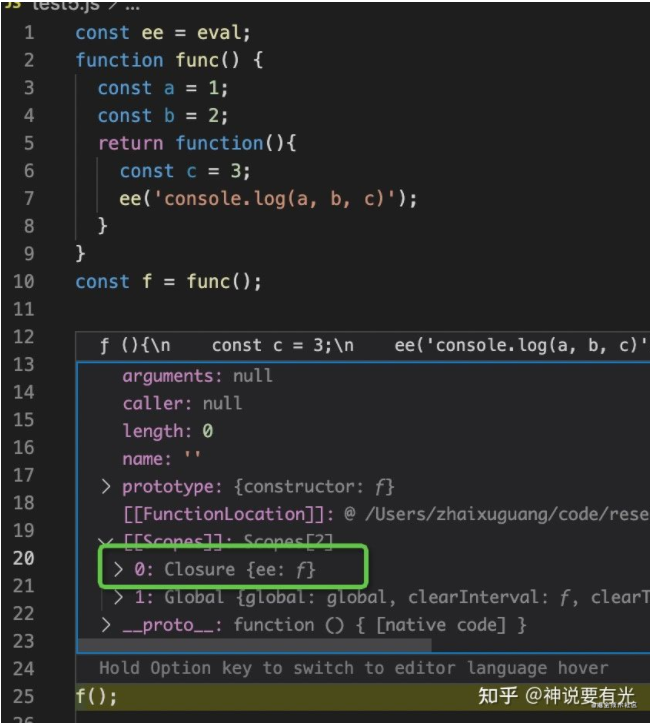 JS test5.js > ...
1 const ee = eval;
2 function func() {
3 const a = 1;
4 const b = 2;
5 return function(){
6 const c = 3;
7 ee('console.log(a, b, c)');
8 }
9 }
10 const f = func();
11
12 ƒ (){\n    const c = 3;\n    ee('console.log(a, b, c)'
13 arguments: null
14 caller: null
15 length: 0
16 name: ''
17 > prototype: {constructor: ƒ}
18 [[FunctionLocation]]: @ /Users/zhaixuguang/code/rese
19 [[Scopes]]: Scopes[2]
20 > 0: Closure {ee: ƒ}
21 > 1: Global {global: global, clearInterval: ƒ, clearT
22 > __proto__: function () { [native code] }
23
24 Hold Option key to switch to editor language hover
25 f();
知乎 @神说要有光
26